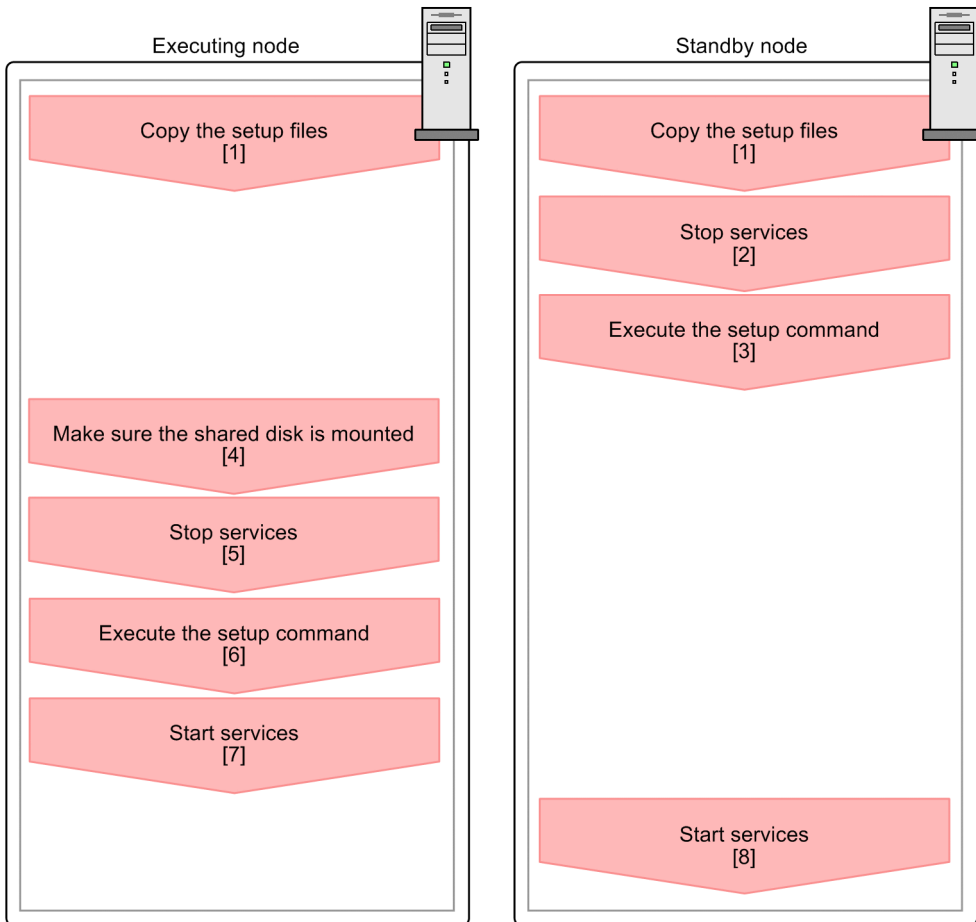 Executing node
Copy the setup files
[1]
Make sure the shared disk is mounted
[4]
Stop services
[5]
Execute the setup command
[6]
Start services
[7]
Standby node
Copy the setup files
[1]
Stop services
[2]
Execute the setup command
[3]
Start services
[8]